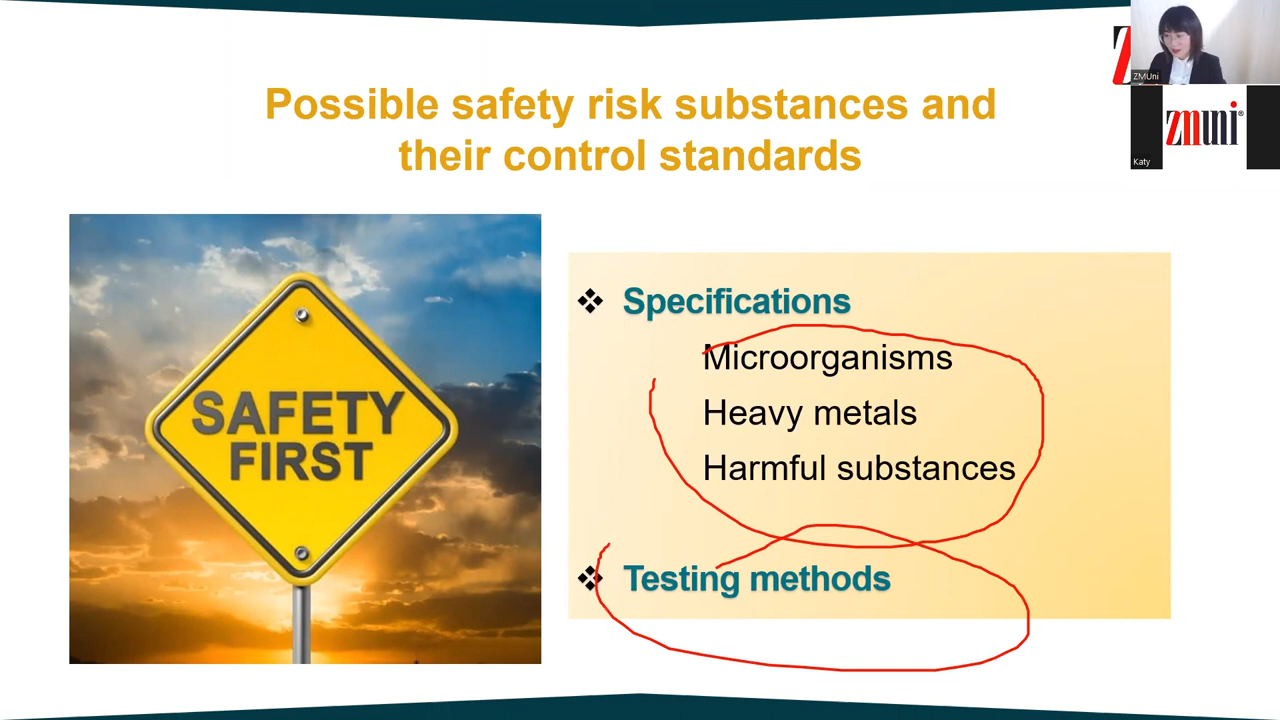 Possible safety risk substances and
their control standards
ZMUni
zmuni®
Katy
SAFETY
FIRST
❖ Specifications
Microorganisms
Heavy metals
Harmful substances
❖ Testing methods